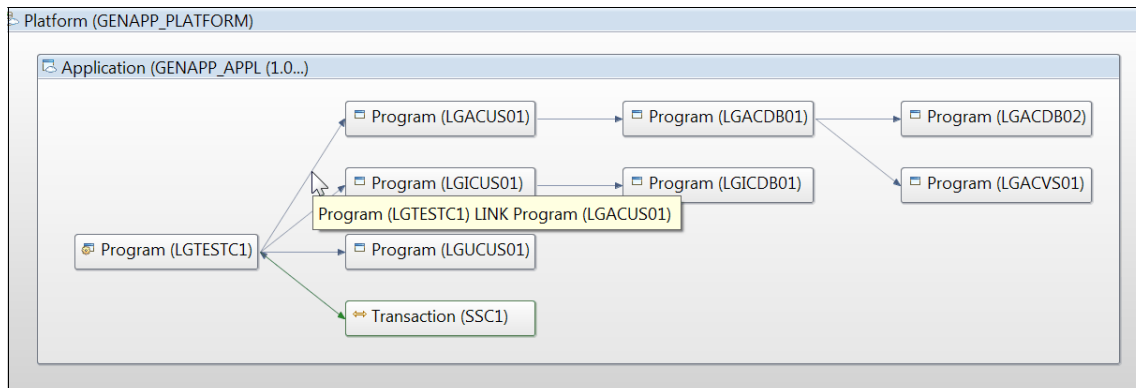 Platform (GENAPP_PLATFORM)
Application (GENAPP_APPL (1.0...)
Program (LGACUS01)
Program (LGACDB01)
Program (LGACDB02)
Program (LGICUS01)
Program (LGICDB01)
Program (LGACVS01)
Program (LGTESTC1) LINK Program (LGACUS01)
Program (LGTESTC1)
Program (LGUCUS01)
Transaction (SSC1)